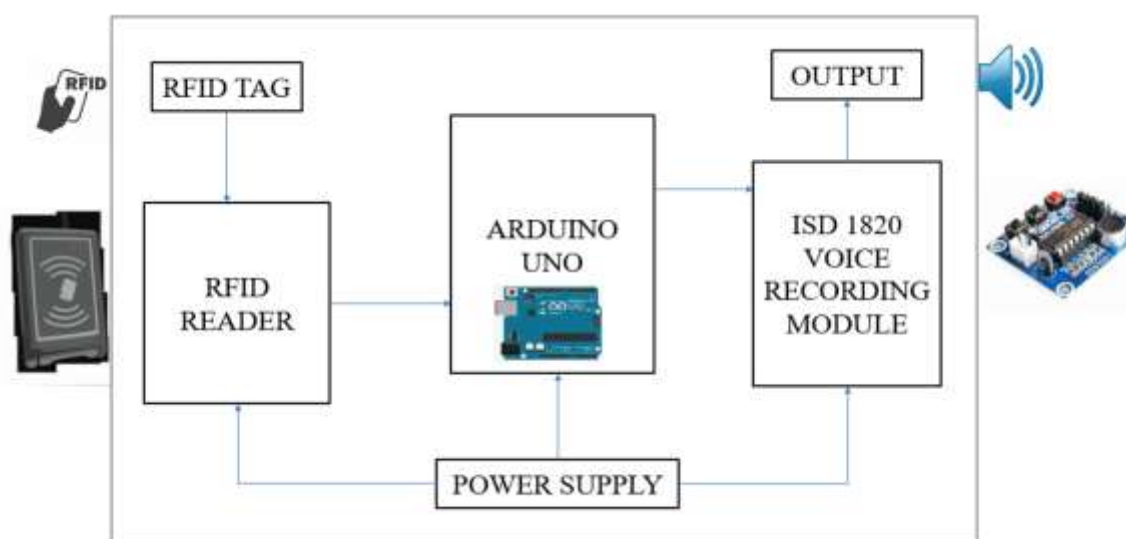 RFID
RFID TAG
OUTPUT
ARDUINO
UNO
ISD 1820
VOICE
RECORDING
MODULE
RFID
READER
POWER SUPPLY